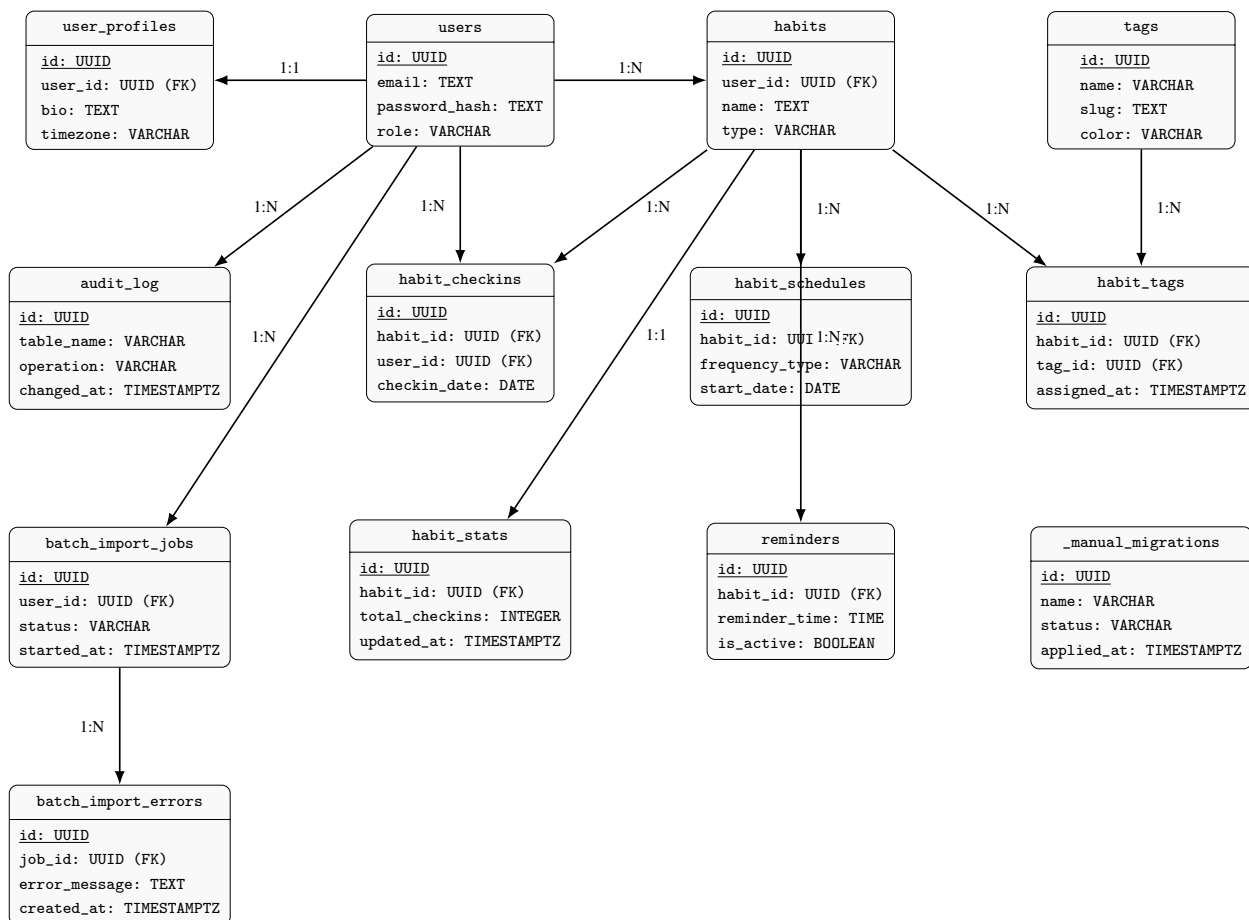 user_profiles
id: UUID
user_id: UUID (FK)
bio: TEXT
timezone: VARCHAR
1:1
users
id: UUID
email: TEXT
password_hash: TEXT
role: VARCHAR
1:N
habits
id: UUID
user_id: UUID (FK)
name: TEXT
type: VARCHAR
tags
id: UUID
name: VARCHAR
slug: TEXT
color: VARCHAR
1:N
1:N
1:N
1:N
1:N
1:N
audit_log
id: UUID
table_name: VARCHAR
operation: VARCHAR
changed_at: TIMESTAMPTZ
1:N
habit_checkins
id: UUID
habit_id: UUID (FK)
user_id: UUID (FK)
checkin_date: DATE
1:1
habit_schedules
id: UUID
habit_id: UUID (FK)
frequency_type: VARCHAR
start_date: DATE
1:N
habit_tags
id: UUID
habit_id: UUID (FK)
tag_id: UUID (FK)
assigned_at: TIMESTAMPTZ
batch_import_jobs
id: UUID
user_id: UUID (FK)
status: VARCHAR
started_at: TIMESTAMPTZ
habit_stats
id: UUID
habit_id: UUID (FK)
total_checkins: INTEGER
updated_at: TIMESTAMPTZ
reminders
id: UUID
habit_id: UUID (FK)
reminder_time: TIME
is_active: BOOLEAN
_manual_migrations
id: UUID
name: VARCHAR
status: VARCHAR
applied_at: TIMESTAMPTZ
1:N
batch_import_errors
id: UUID
job_id: UUID (FK)
error_message: TEXT
created_at: TIMESTAMPTZ